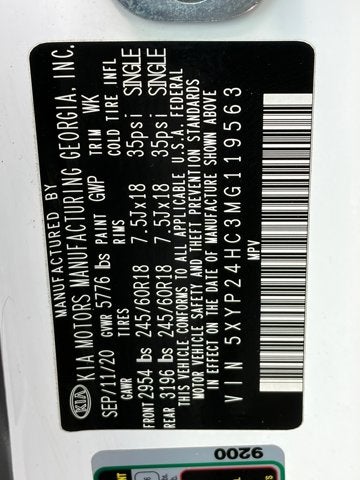 MANUFACTURED BY
KIA KIA MOTORS MANUFACTURING GEORGIA, INC.
SEP/11/20 GVWR 5776 lbs PAINT GWP TRIM WK
GAWR TIRES RIMS COLD TIRE INFL
FRONT 2954 lbs 245/60R18 7.5Jx18 35psi SINGLE
REAR 3196 lbs 245/60R18 7.5Jx18 35psi SINGLE
THIS VEHICLE CONFORMS TO ALL APPLICABLE U.S.A. FEDERAL
MOTOR VEHICLE SAFETY AND THEFT PREVENTION STANDARDS
IN EFFECT ON THE DATE OF MANUFACTURE SHOWN ABOVE
VIN 5XYP24HC3MG119563
MPV
9200